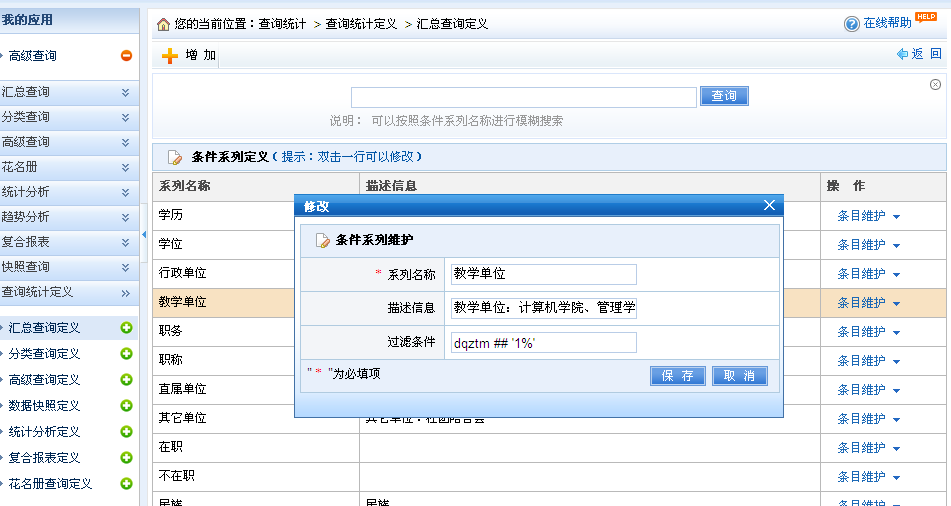 我的应用
高级查询
汇总查询
分类查询
高级查询
花名册
统计分析
趋势分析
复合报表
快照查询
查询统计定义
汇总查询定义
分类查询定义
高级查询定义
数据快照定义
统计分析定义
复合报表定义
花名册查询定义
您的当前位置：查询统计 > 查询统计定义 > 汇总查询定义
在线帮助 HELP
增 加
返 回
查询
说明： 可以按照条件系列名称进行模糊搜索
条件系列定义（提示：双击一行可以修改）
系列名称 描述信息 操 作
学历 条目维护
学位 条目维护
行政单位 条目维护
教学单位 条目维护
职务 条目维护
职称 条目维护
直属单位 条目维护
其它单位 其它单位：社团结合会 条目维护
在职 条目维护
不在职 条目维护
民族 民族 条目维护
修改
条件系列维护
* 系列名称 教学单位
描述信息 教学单位：计算机学院、管理学
过滤条件 dqztm ## '1%'
" * "为必填项
保 存 取 消